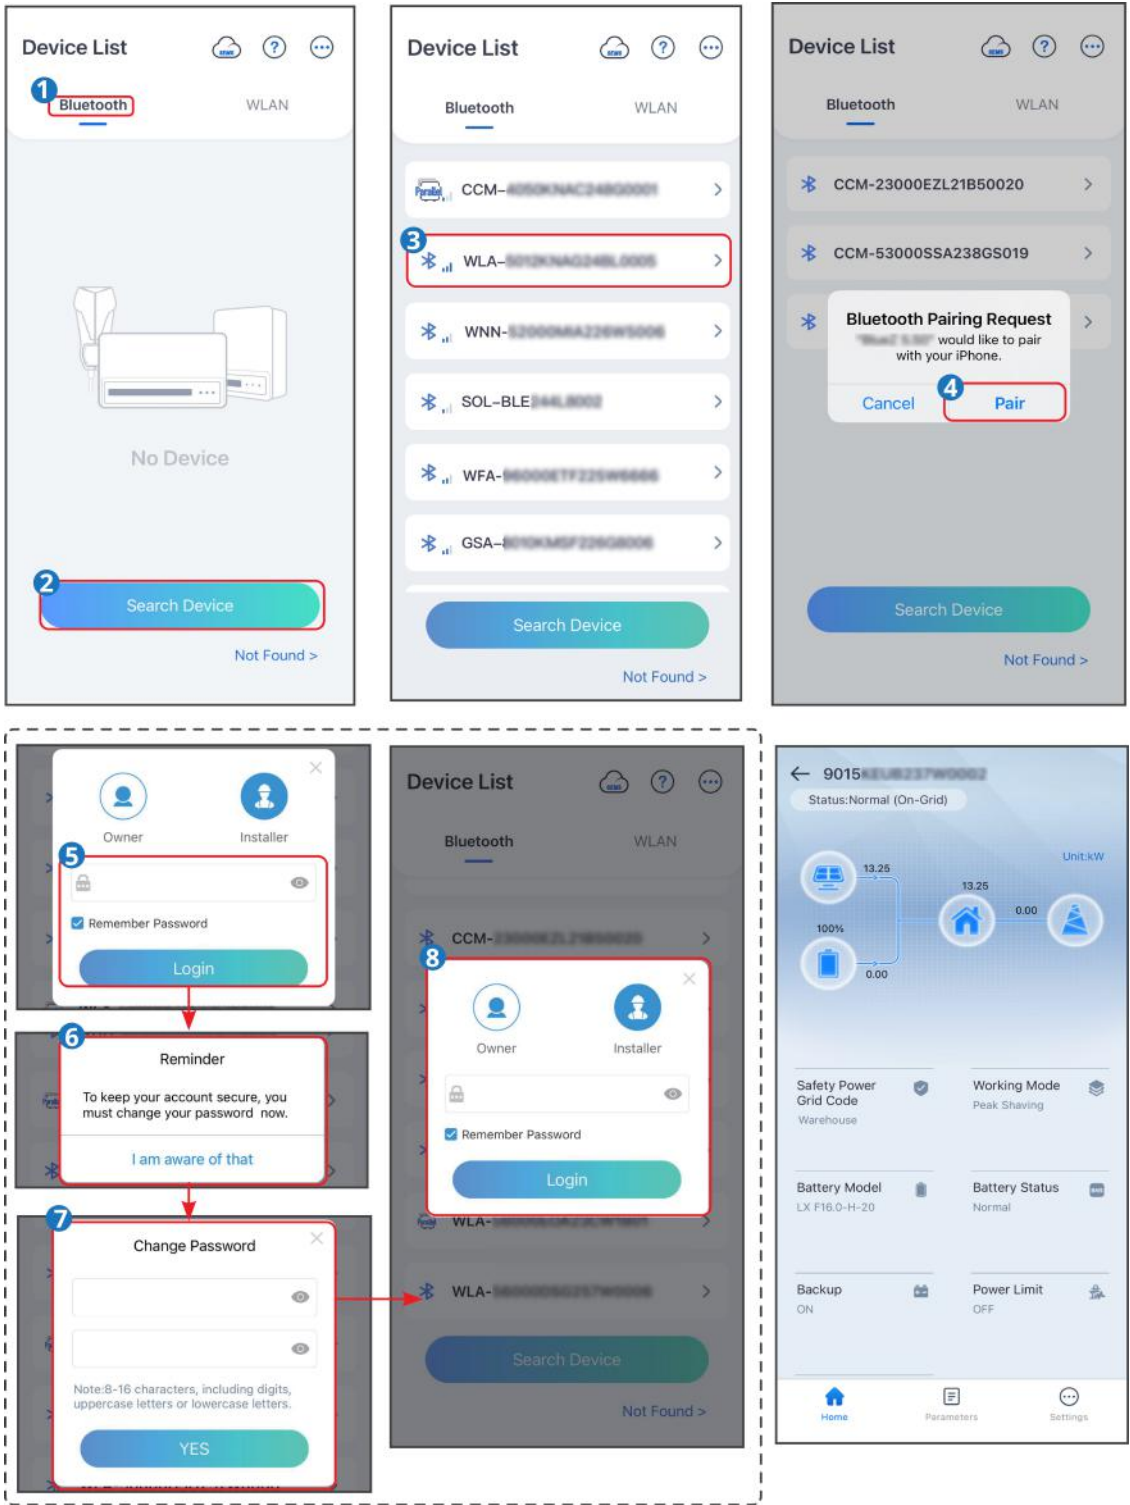 Device List
1
Bluetooth
WLAN
No Device
2
Search Device
Not Found >
Device List
Bluetooth
WLAN
Parallel
CCM-
3
WLA-
WNN-
SOL-BLE
WFA-
GSA-
Search Device
Not Found >
Device List
Bluetooth
WLAN
CCM-23000EZL21B50020
CCM-53000SSA238GS019
Bluetooth Pairing Request
would like to pair
with your iPhone.
4
Cancel
Pair
Search Device
Not Found >
Owner
Installer
5
Remember Password
Login
6
Reminder
To keep your account secure, you
must change your password now.
I am aware of that
7
Change Password
Note:8-16 characters, including digits,
uppercase letters or lowercase letters.
YES
Device List
Bluetooth
WLAN
CCM-
8
Owner
Installer
Remember Password
Login
WLA-
WLA-
Search Device
Not Found >
9015
Status:Normal (On-Grid)
Unit:kW
13.25
13.25
0.00
100%
0.00
Safety Power
Grid Code
Warehouse
Working Mode
Peak Shaving
Battery Model
LX F16.0-H-20
Battery Status
Normal
Backup
ON
Power Limit
OFF
Home
Parameters
Settings